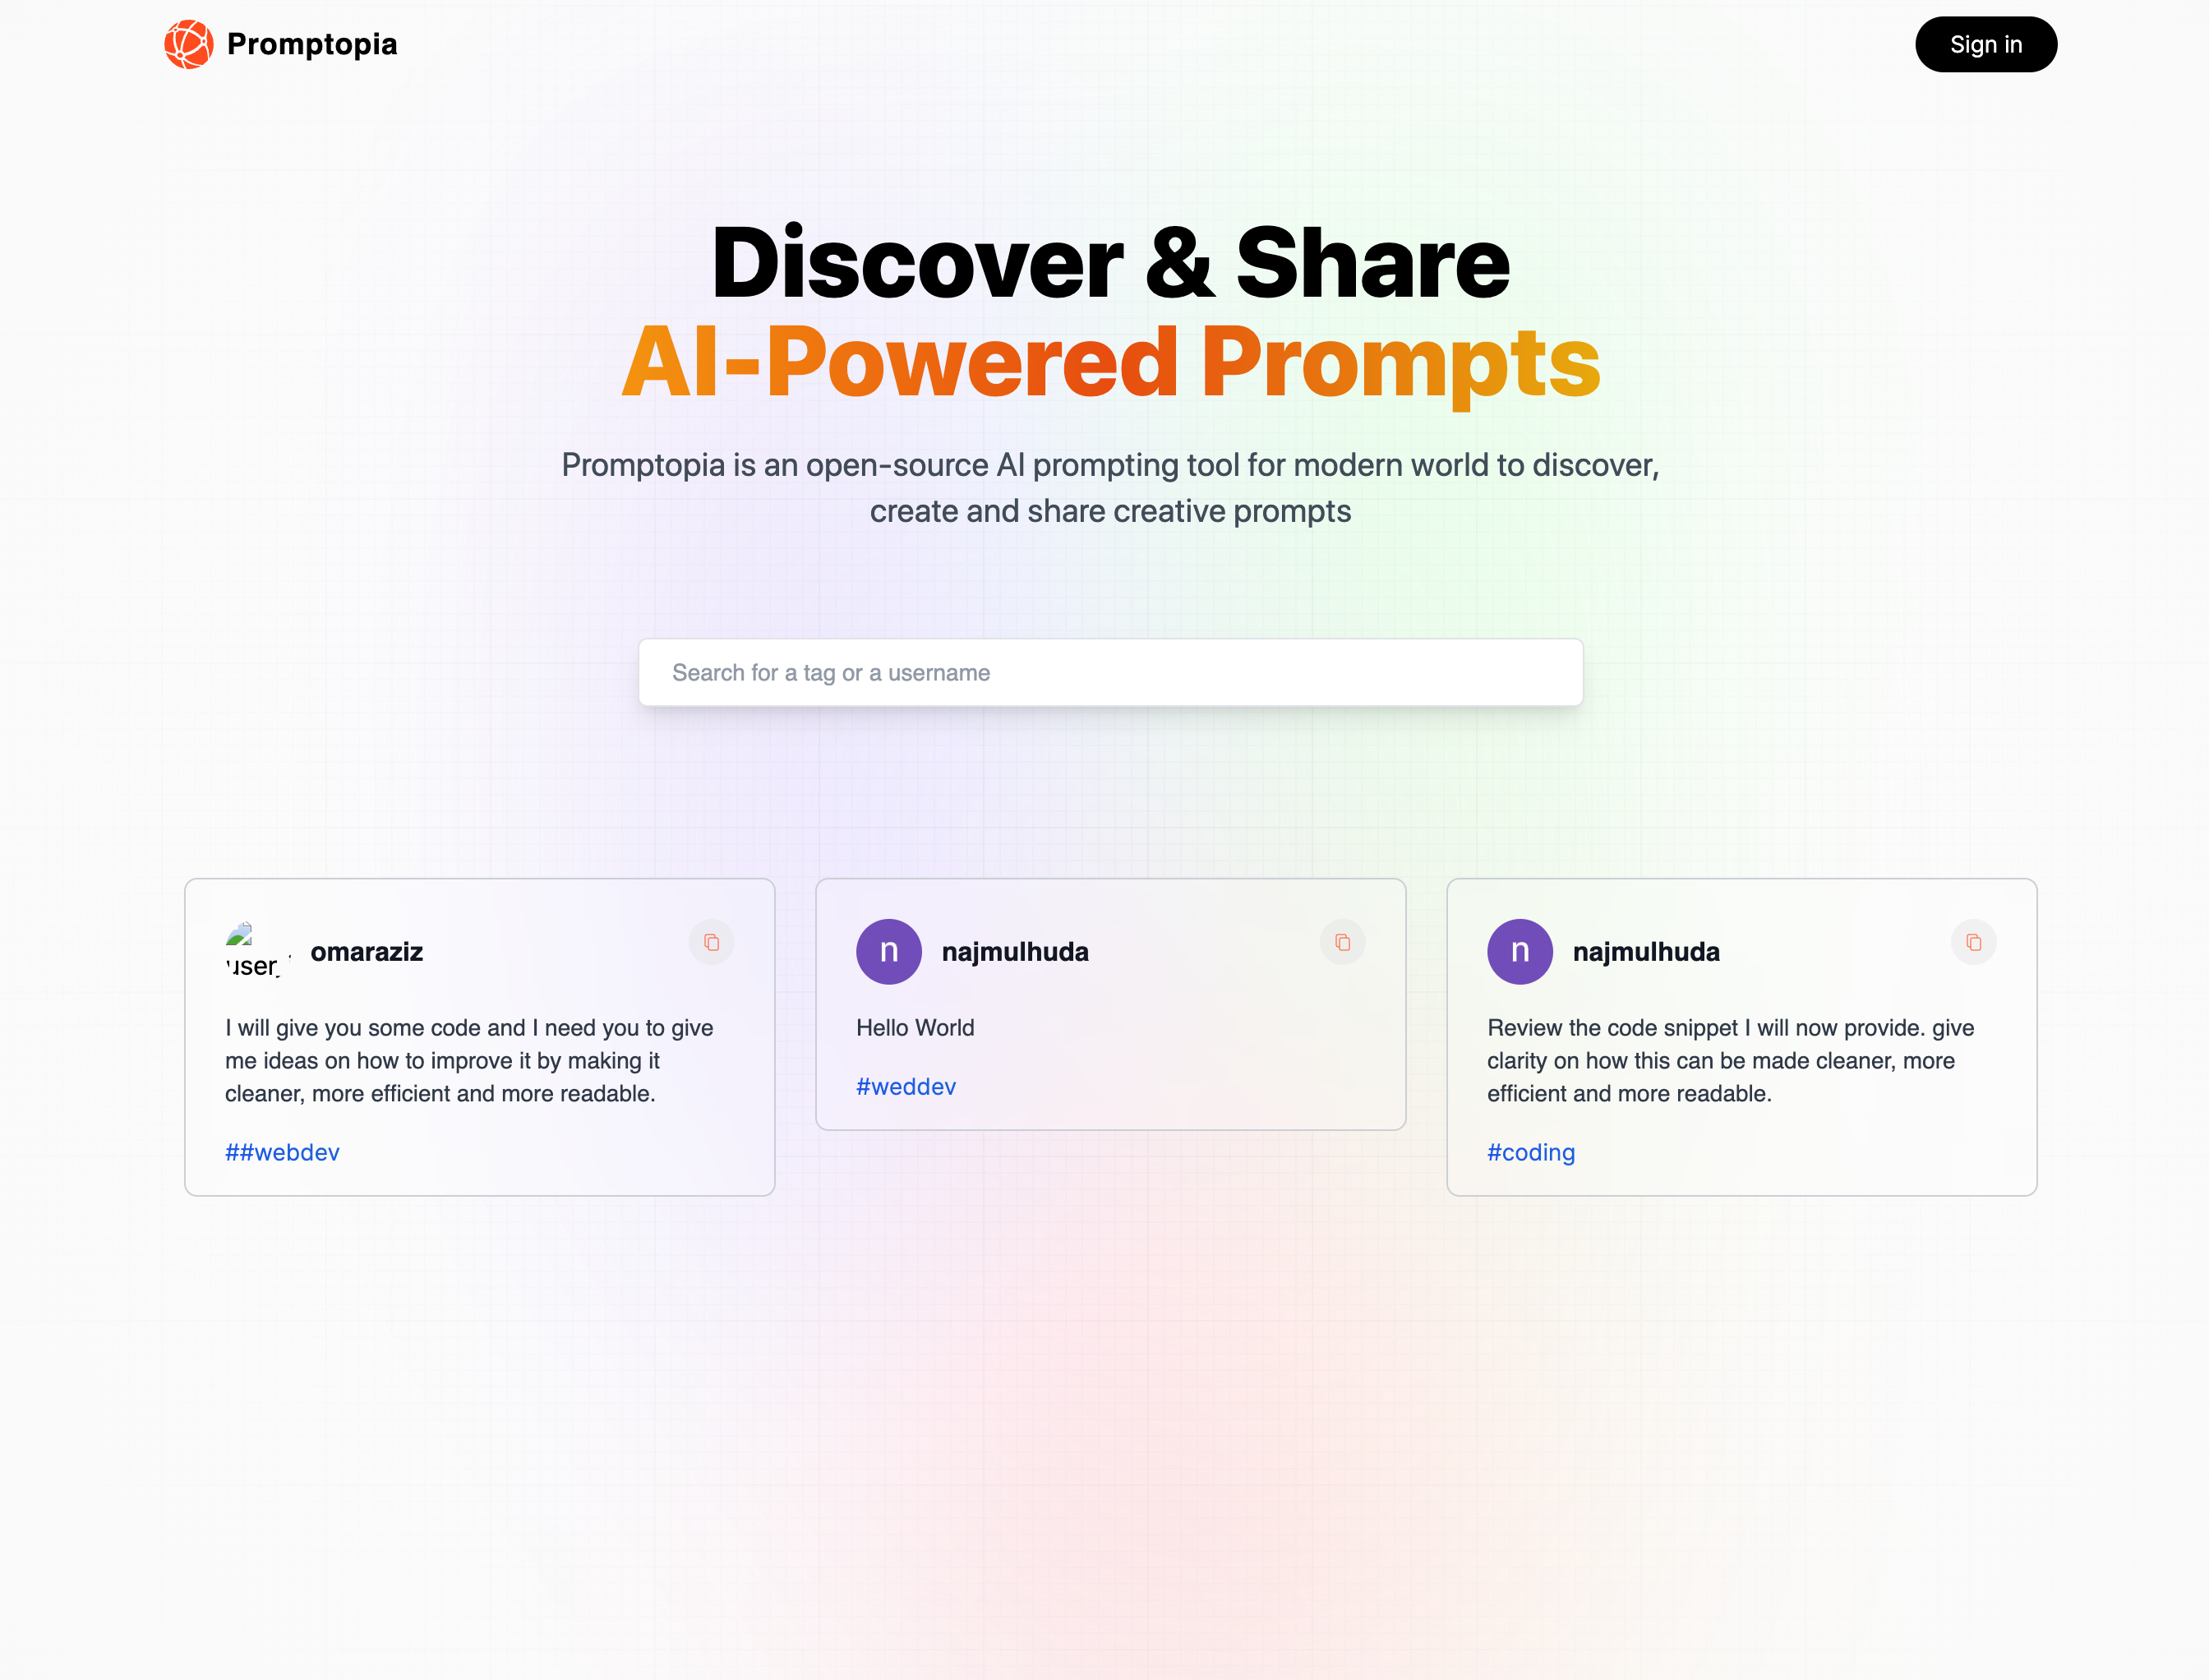 Promptopia
Sign in
Discover & Share
AI-Powered Prompts
Promptopia is an open-source AI prompting tool for modern world to discover,
create and share creative prompts
Search for a tag or a username
omaraziz
I will give you some code and I need you to give
me ideas on how to improve it by making it
cleaner, more efficient and more readable.
##webdev
n
najmulhuda
Hello World
#weddev
n
najmulhuda
Review the code snippet I will now provide. give
clarity on how this can be made cleaner, more
efficient and more readable.
#coding